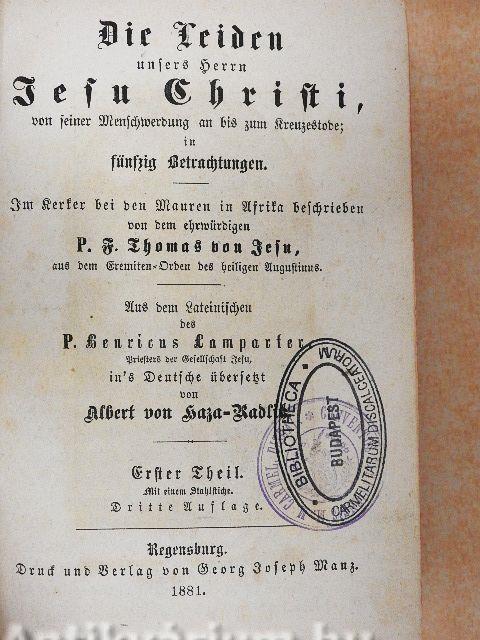 Die Leiden
unsers Herrn
Jesu Christi,
von seiner Menschwerdung an bis zum Kreuzestode;
in
fünfzig Betrachtungen.
Im Kerker bei den Mauren in Afrika beschrieben
von dem ehrwürdigen
P. F. Thomas von Jesu,
aus dem Eremiten-Orden des heiligen Augustinus.
Aus dem Lateinischen
des
P. Henricus Lamparter,
Priesters der Gesellschaft Jesu,
in's Deutsche übersetzt
von
Albert von Haza-Radlitz
Erster Theil.
Mit einem Stahlstiche.
Dritte Auflage.
Regensburg.
Druck und Verlag von Georg Joseph Manz.
1881.
BIBLIOTHECA
CARMELITARUM DISCALCEATORUM
BUDAPEST
Antikvarium.hu